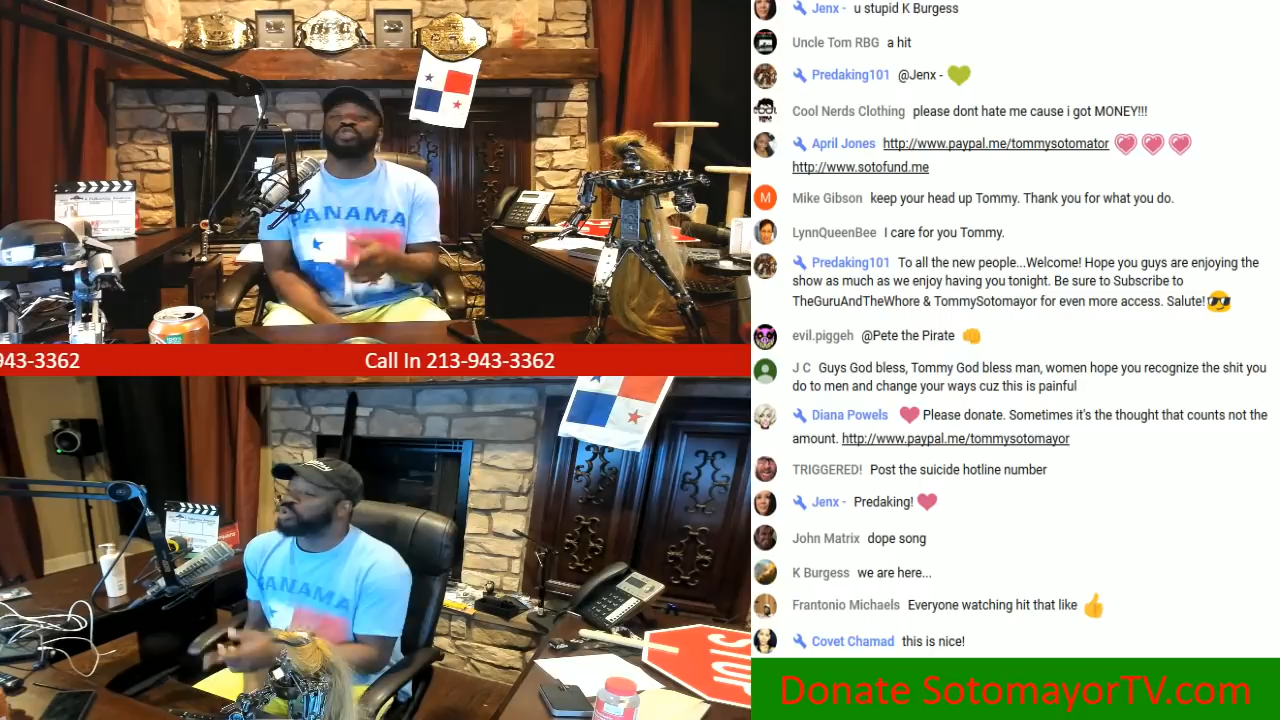 PANAMA
943-3362
Call In 213-943-3362
PANAMA
STOP
Jenx - u stupid K Burgess
Uncle Tom RBG a hit
Predaking101 @Jenx -
Cool Nerds Clothing please dont hate me cause i got MONEY!!!
April Jones http://www.paypal.me/tommysotomator
http://www.sotofund.me
M
Mike Gibson keep your head up Tommy. Thank you for what you do.
LynnQueenBee I care for you Tommy.
Predaking101 To all the new people...Welcome! Hope you guys are enjoying the
show as much as we enjoy having you tonight. Be sure to Subscribe to
TheGuruAndTheWhore & TommySotomayor for even more access. Salute!
evil.piggeh @Pete the Pirate
J C Guys God bless, Tommy God bless man, women hope you recognize the shit you
do to men and change your ways cuz this is painful
Diana Powels Please donate. Sometimes it's the thought that counts not the
amount. http://www.paypal.me/tommysotomayor
TRIGGERED! Post the suicide hotline number
Jenx - Predaking!
John Matrix dope song
K Burgess we are here...
Frantonio Michaels Everyone watching hit that like
Covet Chamad this is nice!
Donate SotomayorTV.com